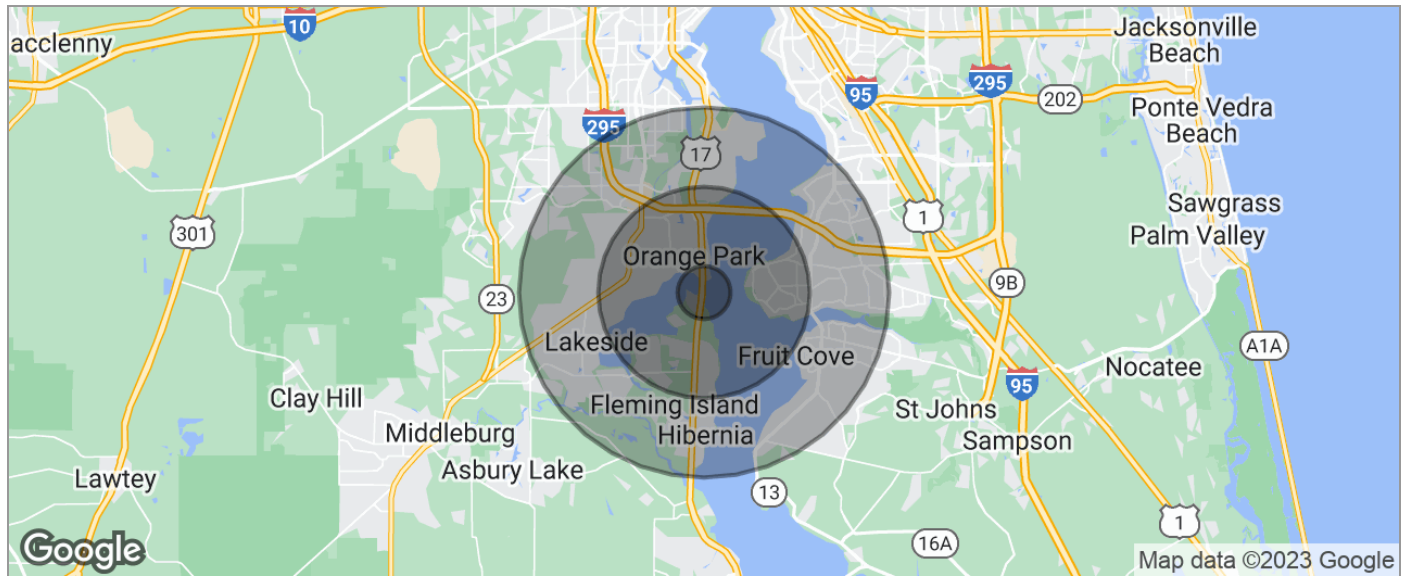 10
acclenny
Jacksonville
Beach
295
95
202
295
Ponte Vedra
Beach
17
301
1
Sawgrass
Palm Valley
Orange Park
9B
23
Lakeside
Fruit Cove
A1A
Nocatee
95
Clay Hill
Fleming Island
St Johns
Middleburg
Hibernia
Sampson
Asbury Lake
Lawtey
13
1
16A
Google
Map data ©2023 Google